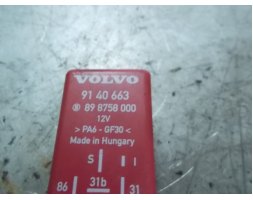 VOLVO
91 40 663
89 8758 000
12V
> PA6 - GF30 <
Made in Hungary
S I I
31b
86 31